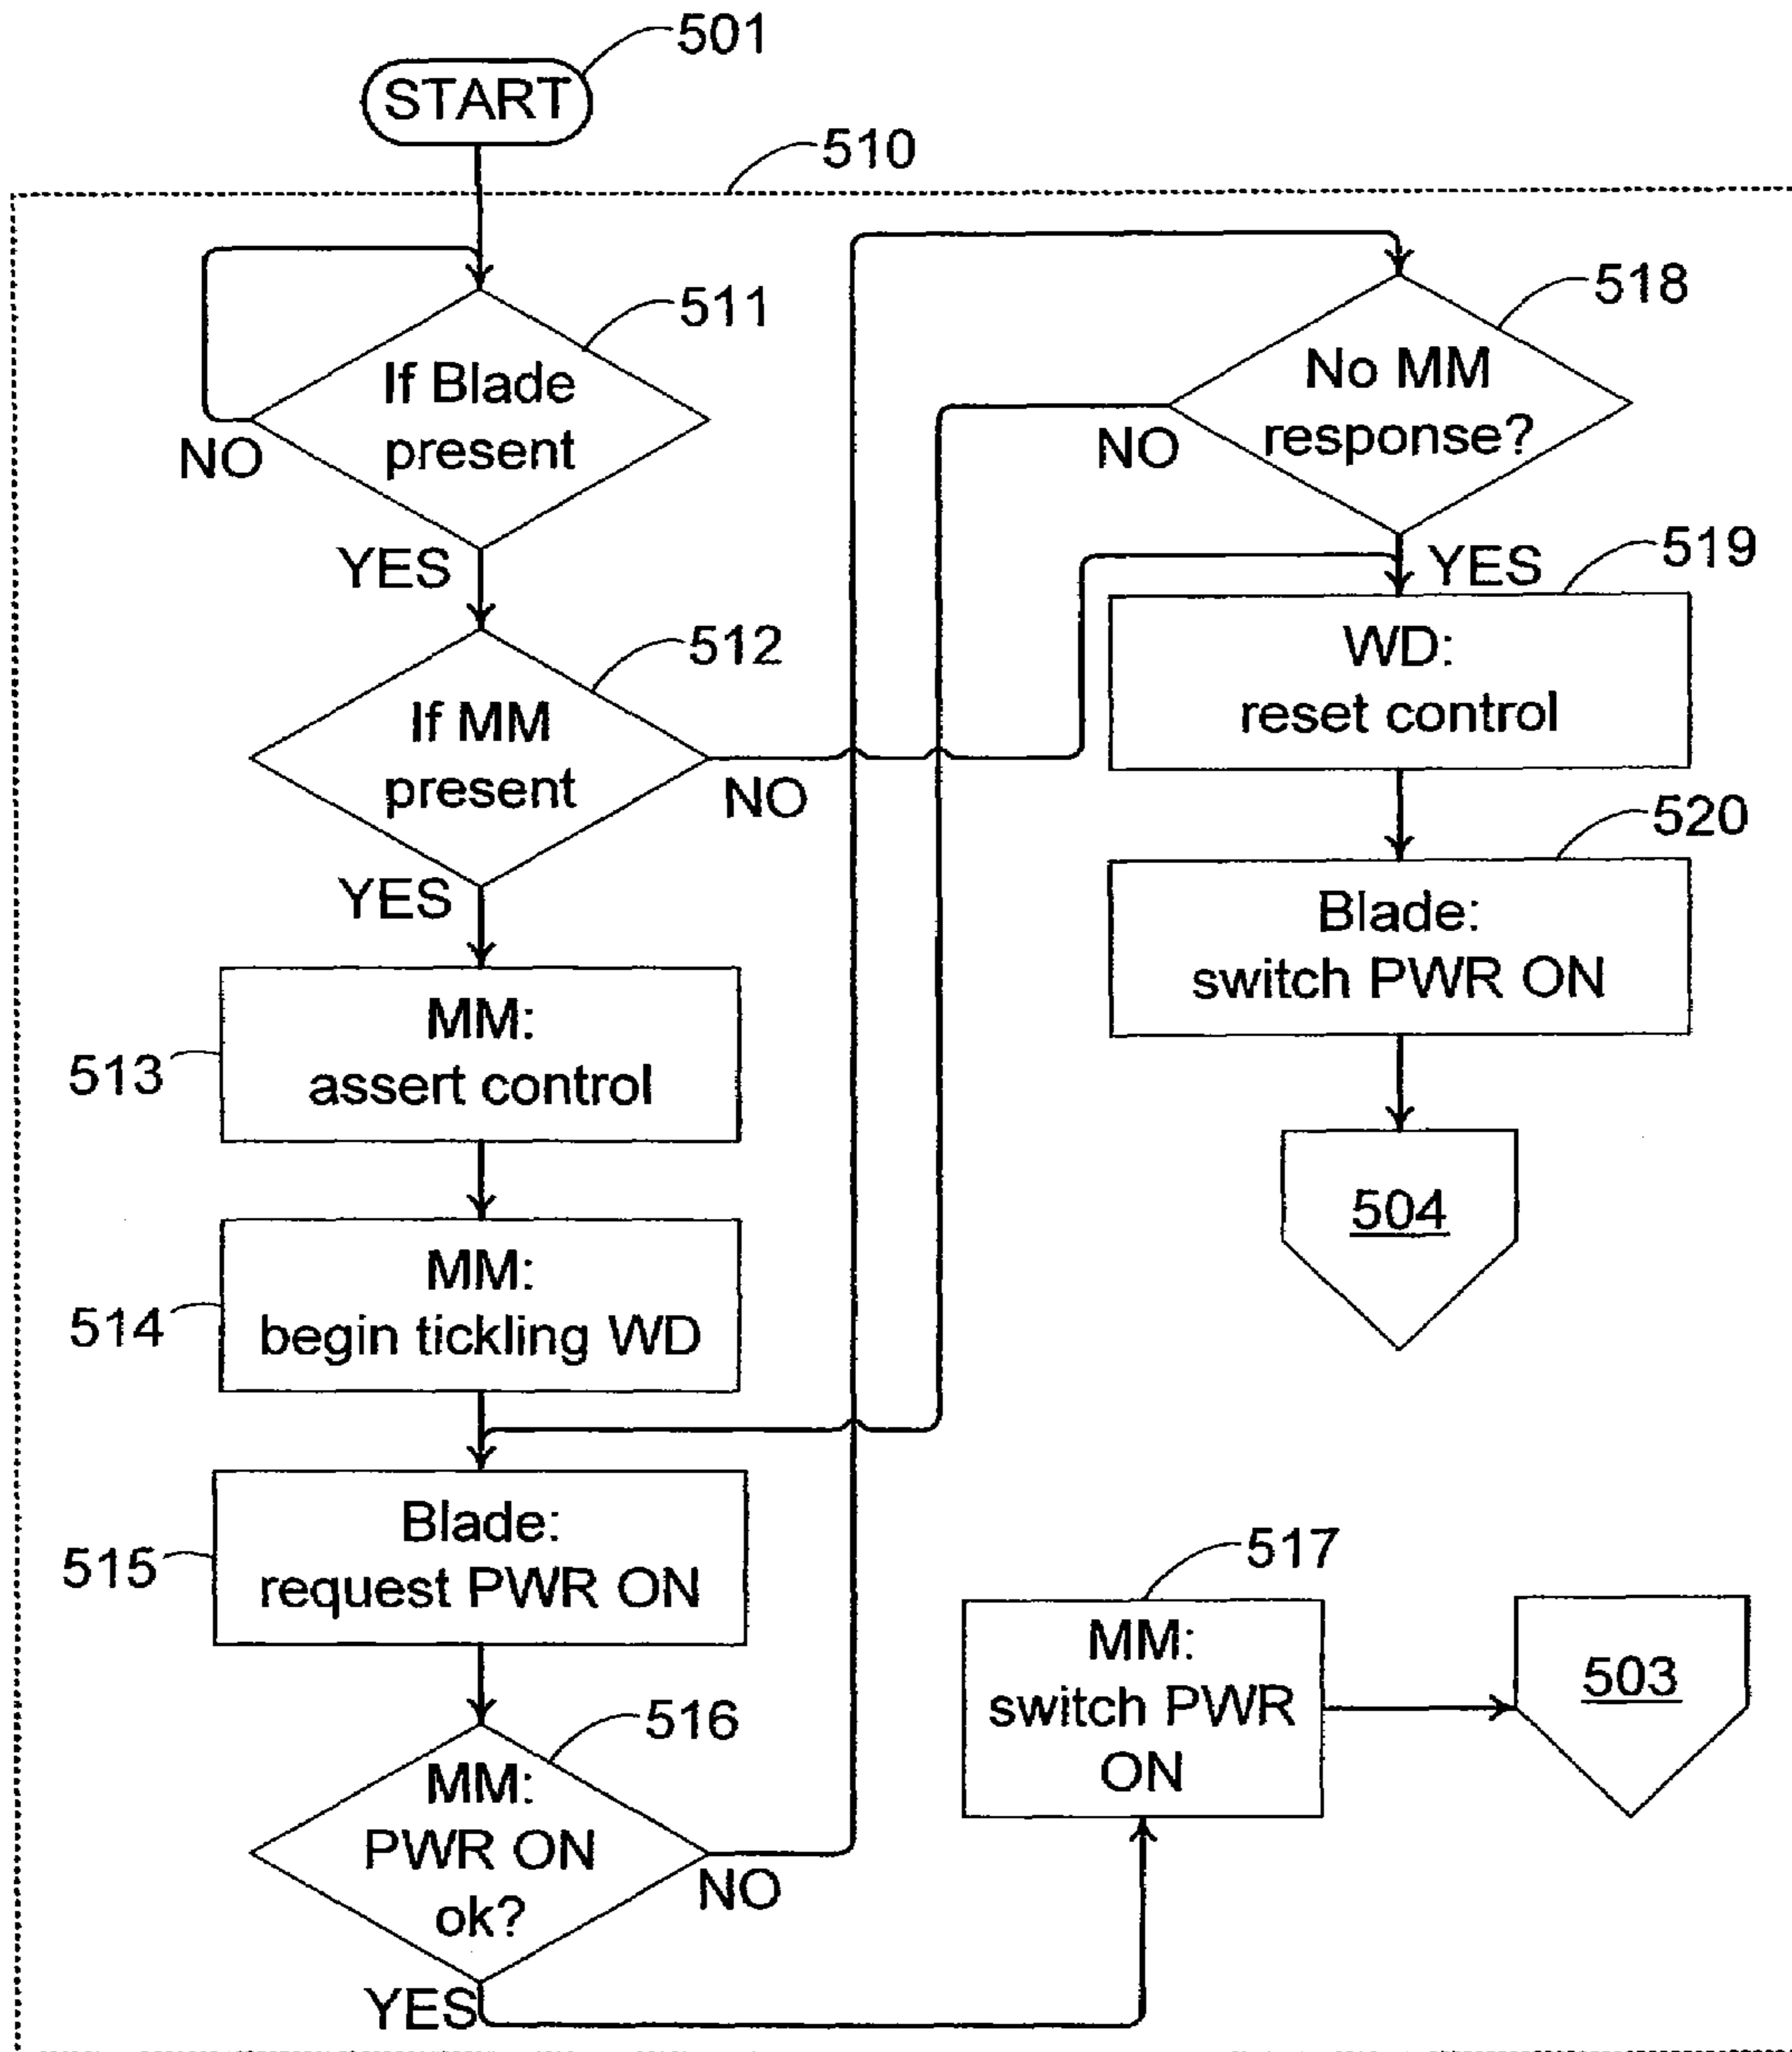 501
START
510
511
If Blade
present
NO
YES
512
If MM
present
NO
YES
513
MM:
assert control
514
MM:
begin tickling WD
515
Blade:
request PWR ON
516
MM:
PWR ON
ok?
NO
YES
517
MM:
switch PWR
ON
503
518
No MM
response?
NO
YES
519
WD:
reset control
520
Blade:
switch PWR ON
504